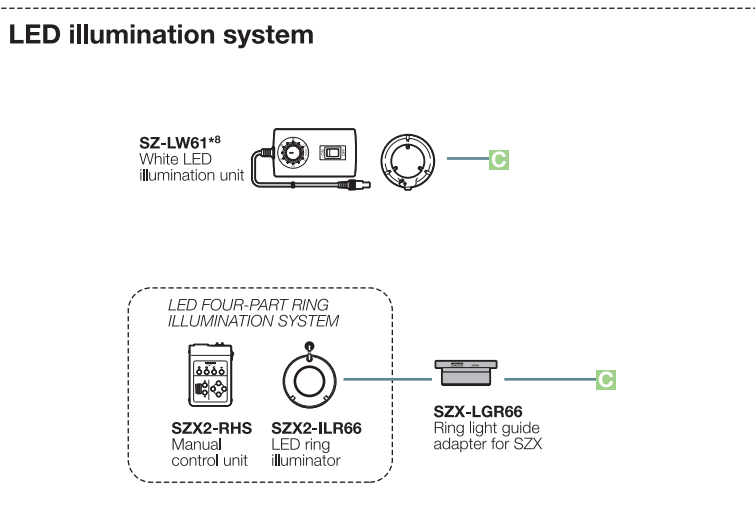 LED illumination system
SZ-LW61*8
White LED
illumination unit
C
LED FOUR-PART RING
ILLUMINATION SYSTEM
SZX2-RHS
Manual
control unit
SZX2-ILR66
LED ring
illuminator
SZX-LGR66
Ring light guide
adapter for SZX
C